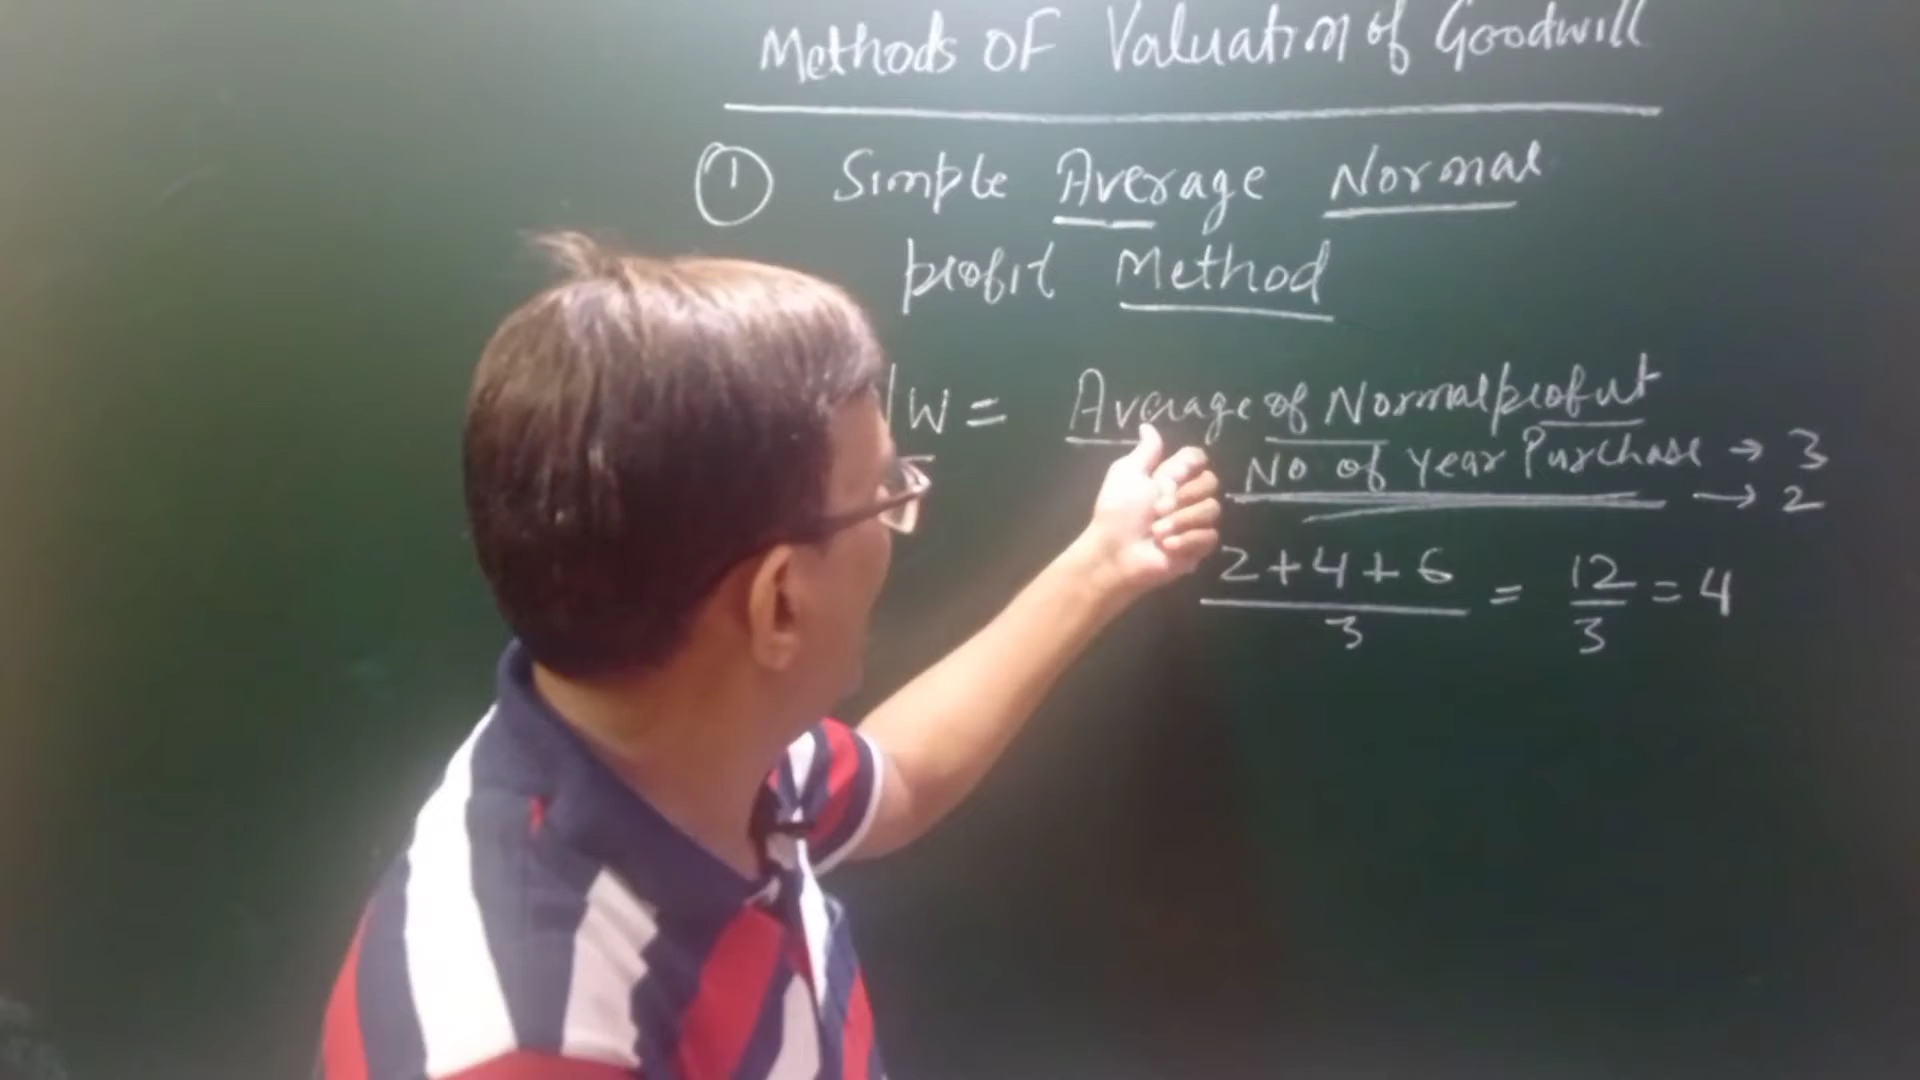 Methods OF Valuation of Goodwill
① Simple Average Normal
profit Method
/W = Average of Normal profit
No of Year Purchase → 3
→ 2
2+4+6/3 = 12/3 = 4